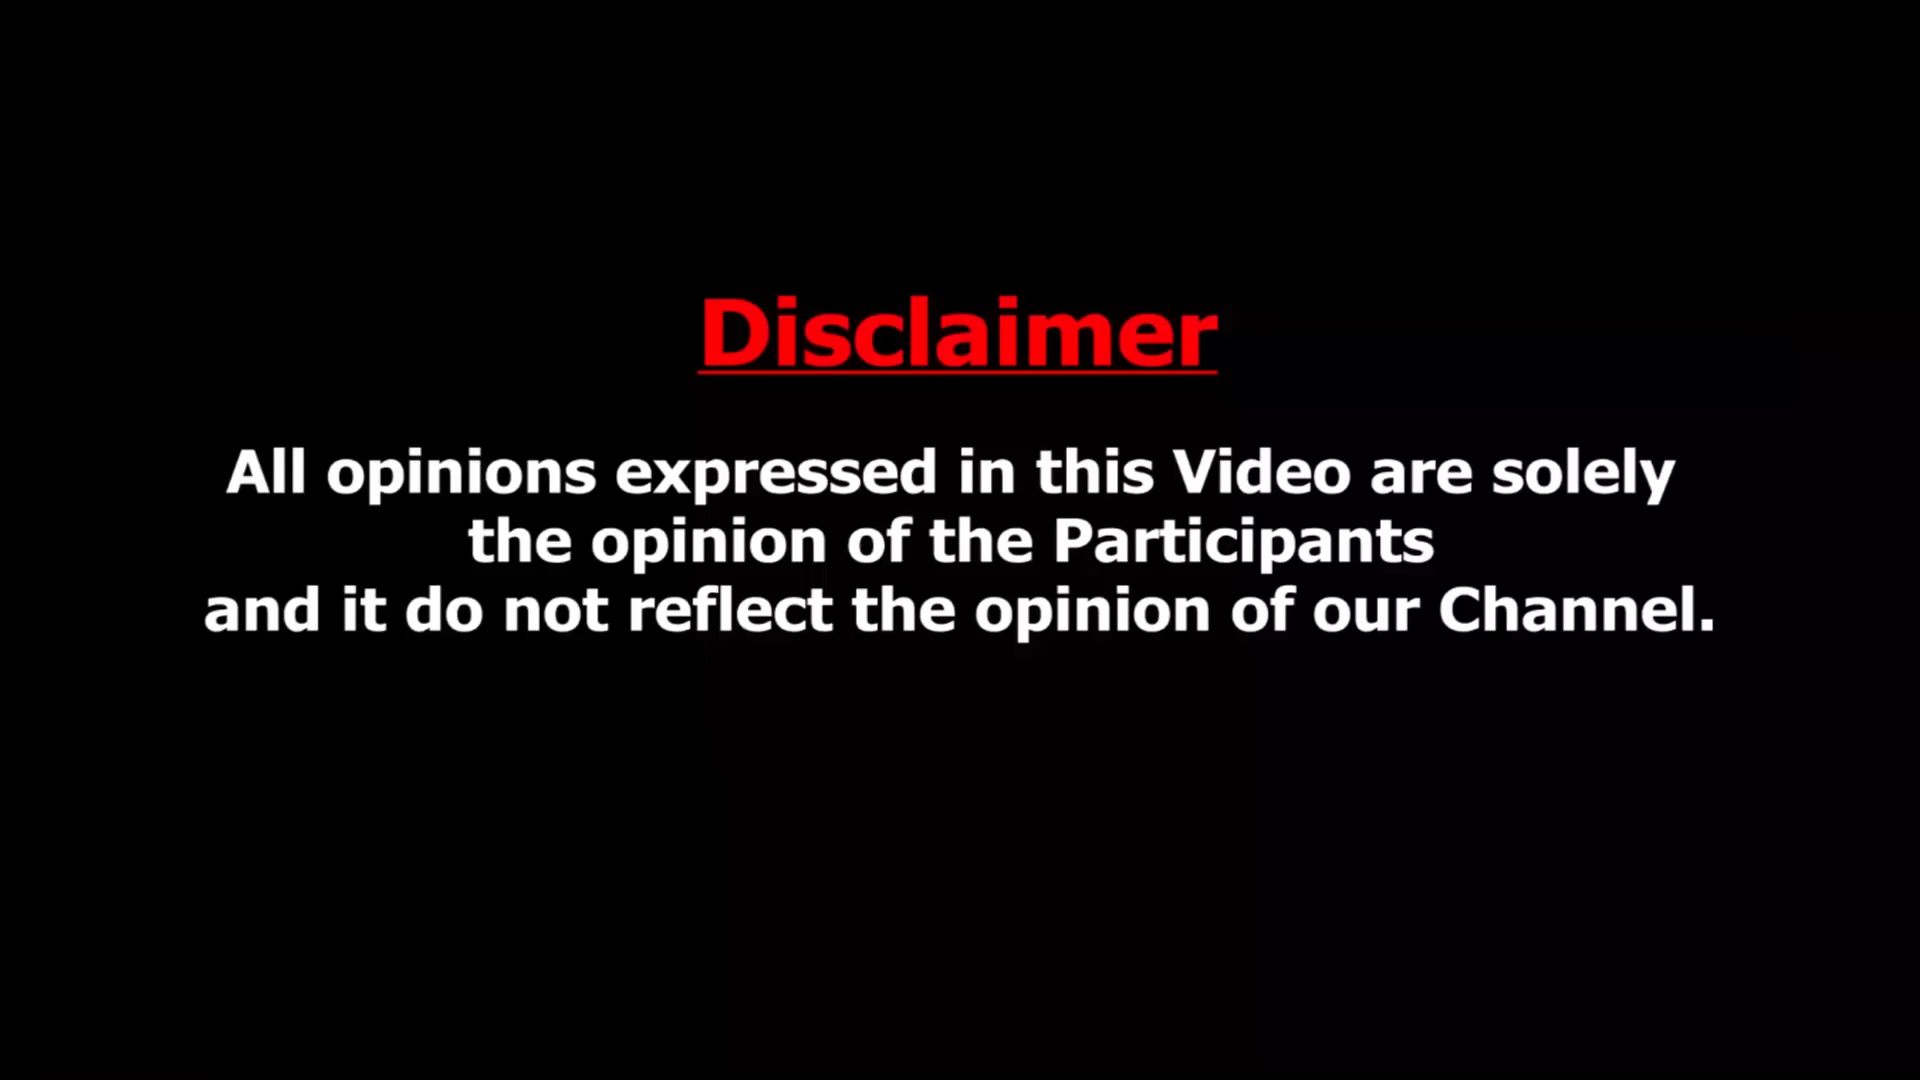 Disclaimer
All opinions expressed in this Video are solely
the opinion of the Participants
and it do not reflect the opinion of our Channel.